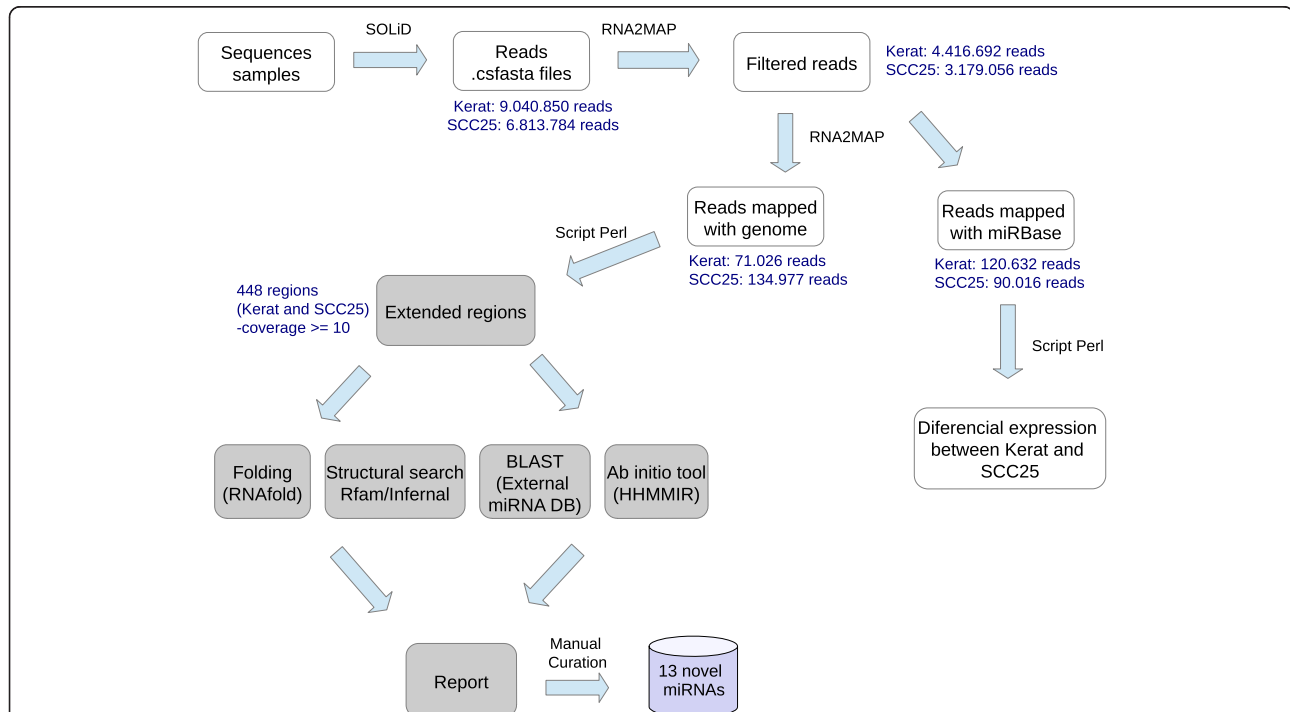 SOLiD
RNA2MAP
Sequences
samples
Reads
.csfasta files
Filtered reads
Kerat: 4.416.692 reads
SCC25: 3.179.056 reads
Kerat: 9.040.850 reads
SCC25: 6.813.784 reads
RNA2MAP
Reads mapped
with genome
Reads mapped
with miRBase
Script Perl
Kerat: 71.026 reads
SCC25: 134.977 reads
Kerat: 120.632 reads
SCC25: 90.016 reads
448 regions
(Kerat and SCC25)
-coverage >= 10
Extended regions
Script Perl
Diferencial expression
between Kerat and
SCC25
Folding
(RNAfold)
Structural search
Rfam/Infernal
BLAST
(External
miRNA DB)
Ab initio tool
(HHMMIR)
Report
Manual
Curation
13 novel
miRNAs